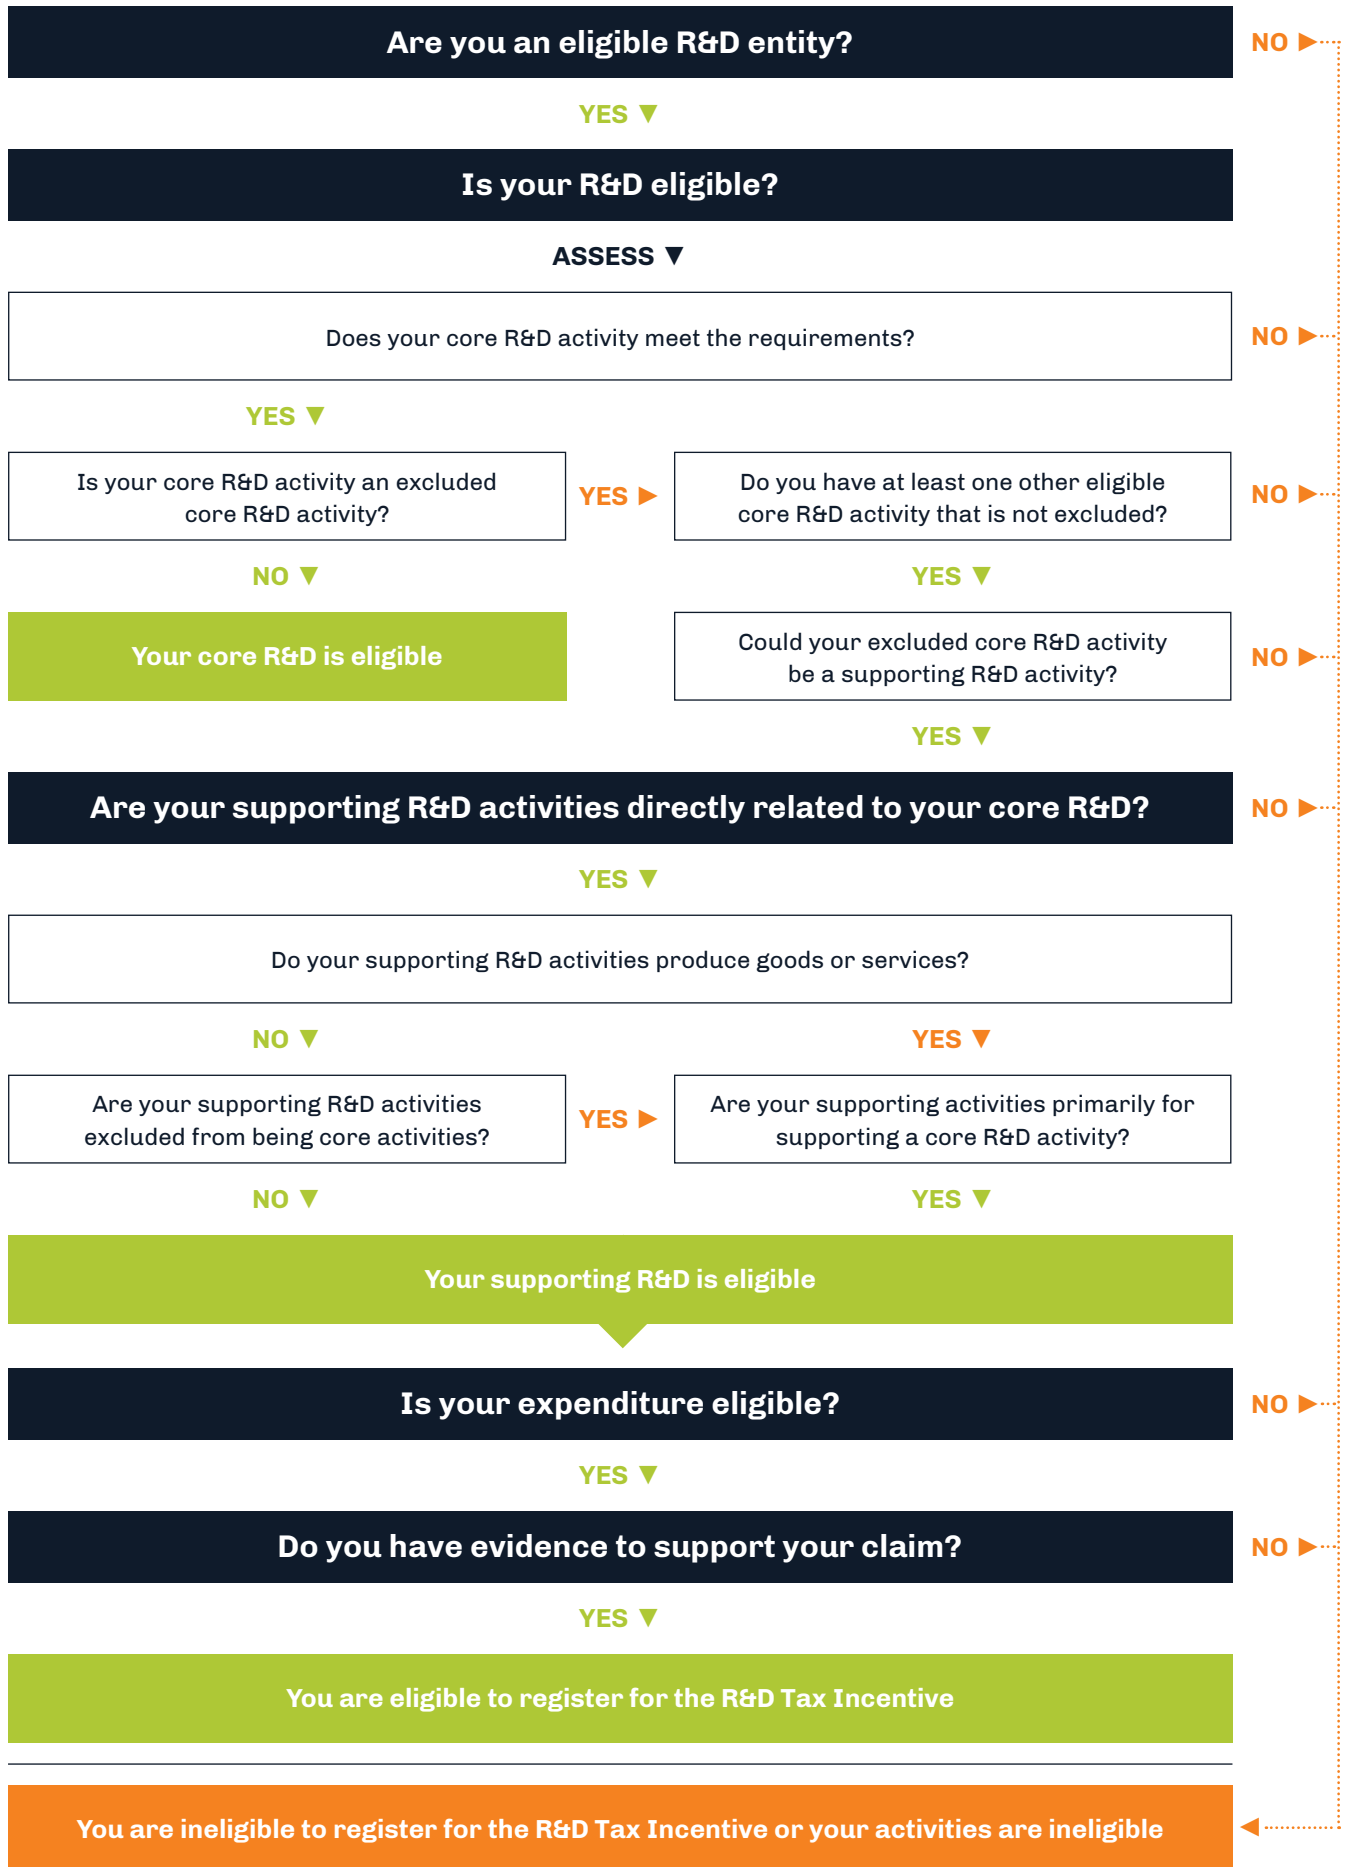 Are you an eligible R&D entity?
NO ►
YES ▼
Is your R&D eligible?
ASSESS ▼
Does your core R&D activity meet the requirements?
NO ►
YES ▼
Is your core R&D activity an excluded
core R&D activity?
YES ►
Do you have at least one other eligible
core R&D activity that is not excluded?
NO ►
NO ▼
YES ▼
Your core R&D is eligible
Could your excluded core R&D activity
be a supporting R&D activity?
NO ►
YES ▼
Are your supporting R&D activities directly related to your core R&D?
NO ►
YES ▼
Do your supporting R&D activities produce goods or services?
NO ▼
YES ▼
Are your supporting R&D activities
excluded from being core activities?
YES ►
Are your supporting activities primarily for
supporting a core R&D activity?
NO ▼
YES ▼
Your supporting R&D is eligible
Is your expenditure eligible?
NO ►
YES ▼
Do you have evidence to support your claim?
NO ►
YES ▼
You are eligible to register for the R&D Tax Incentive
You are ineligible to register for the R&D Tax Incentive or your activities are ineligible